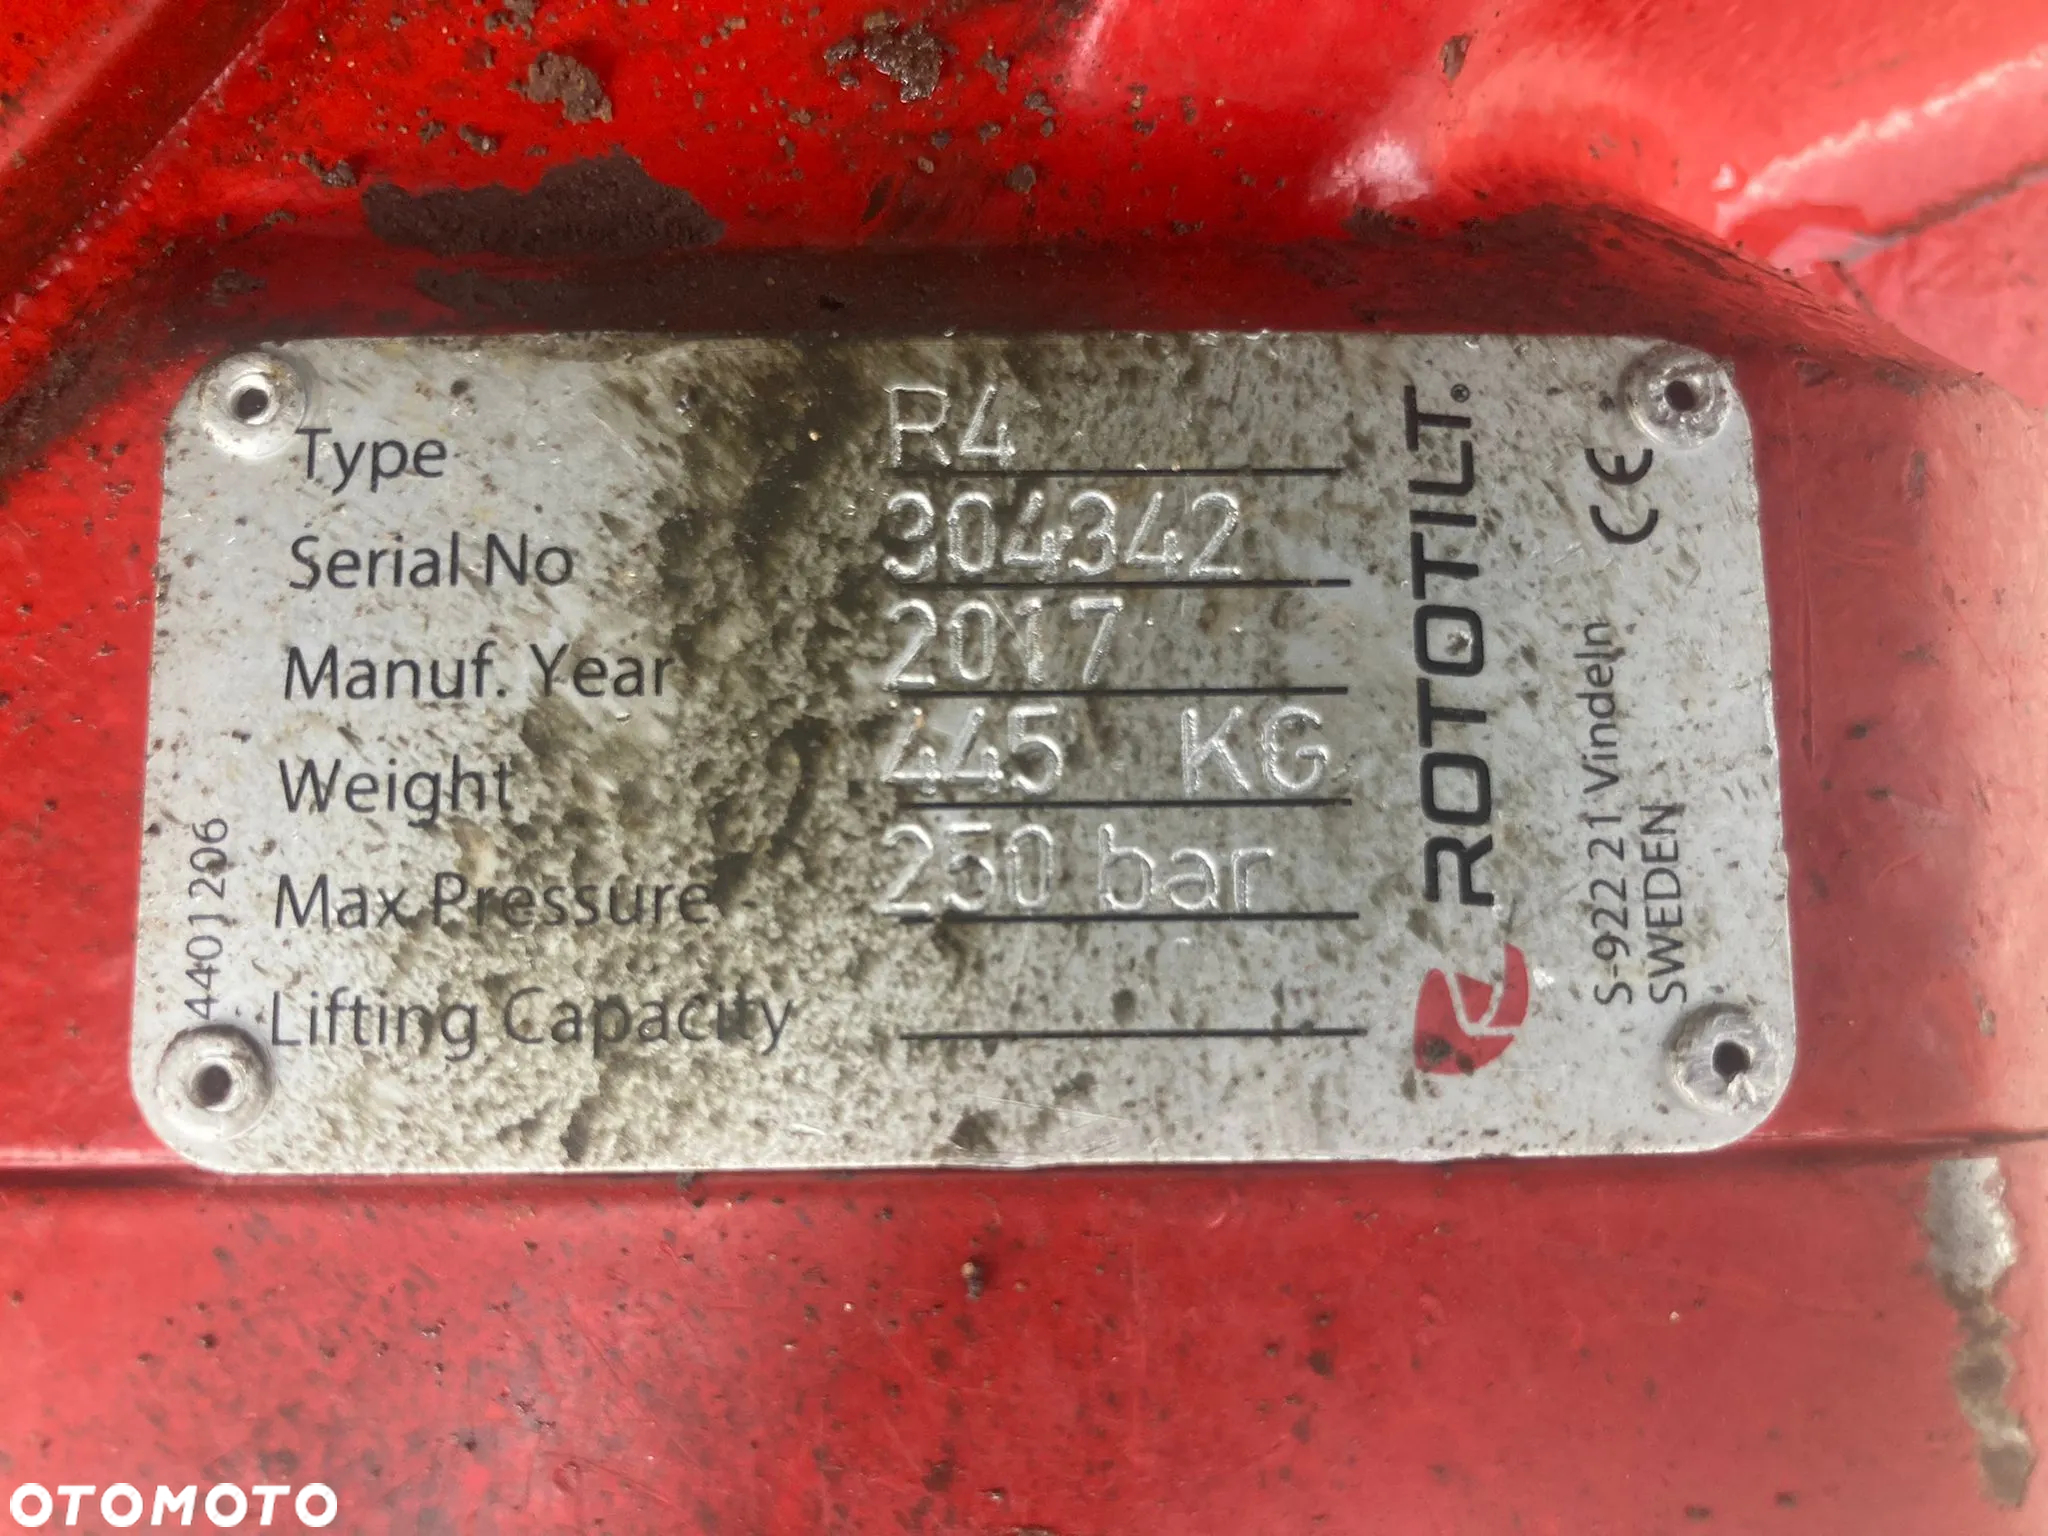 Type R4
Serial No 304342
Manuf. Year 2017
Weight 445 KG
Max Pressure 250 bar
Lifting Capacity
4401206
ROTOTILT®
CE
S-922 21 Vindeln
SWEDEN
OTOMOTO